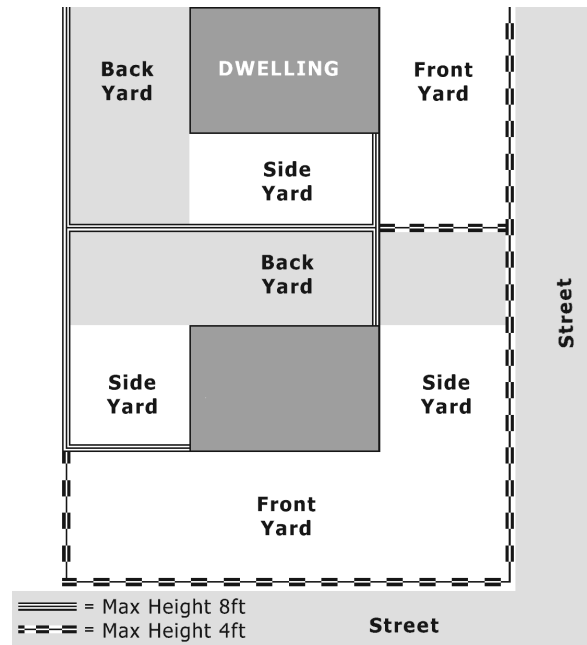 Back
Yard
DWELLING
Front
Yard
Side
Yard
Back
Yard
Street
Side
Yard
Side
Yard
Front
Yard
= Max Height 8ft
= Max Height 4ft
Street